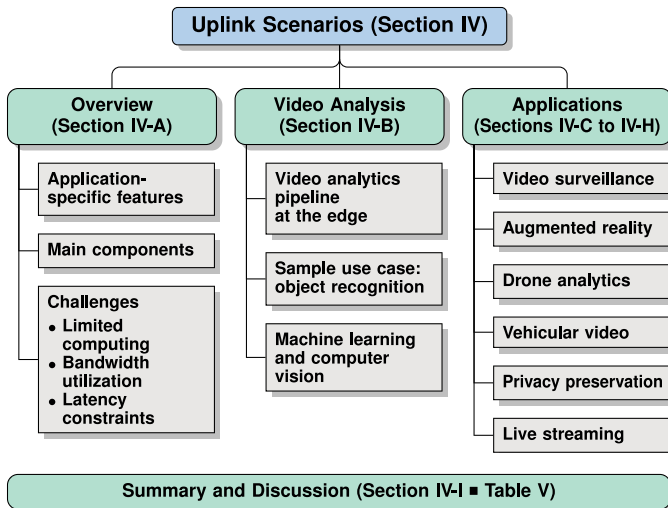 Uplink Scenarios (Section IV)
Overview
(Section IV-A)
Application-
specific features
Main components
Challenges
• Limited
computing
• Bandwidth
utilization
• Latency
constraints
Video Analysis
(Section IV-B)
Video analytics
pipeline
at the edge
Sample use case:
object recognition
Machine learning
and computer
vision
Applications
(Sections IV-C to IV-H)
Video surveillance
Augmented reality
Drone analytics
Vehicular video
Privacy preservation
Live streaming
Summary and Discussion (Section IV-I ▪ Table V)